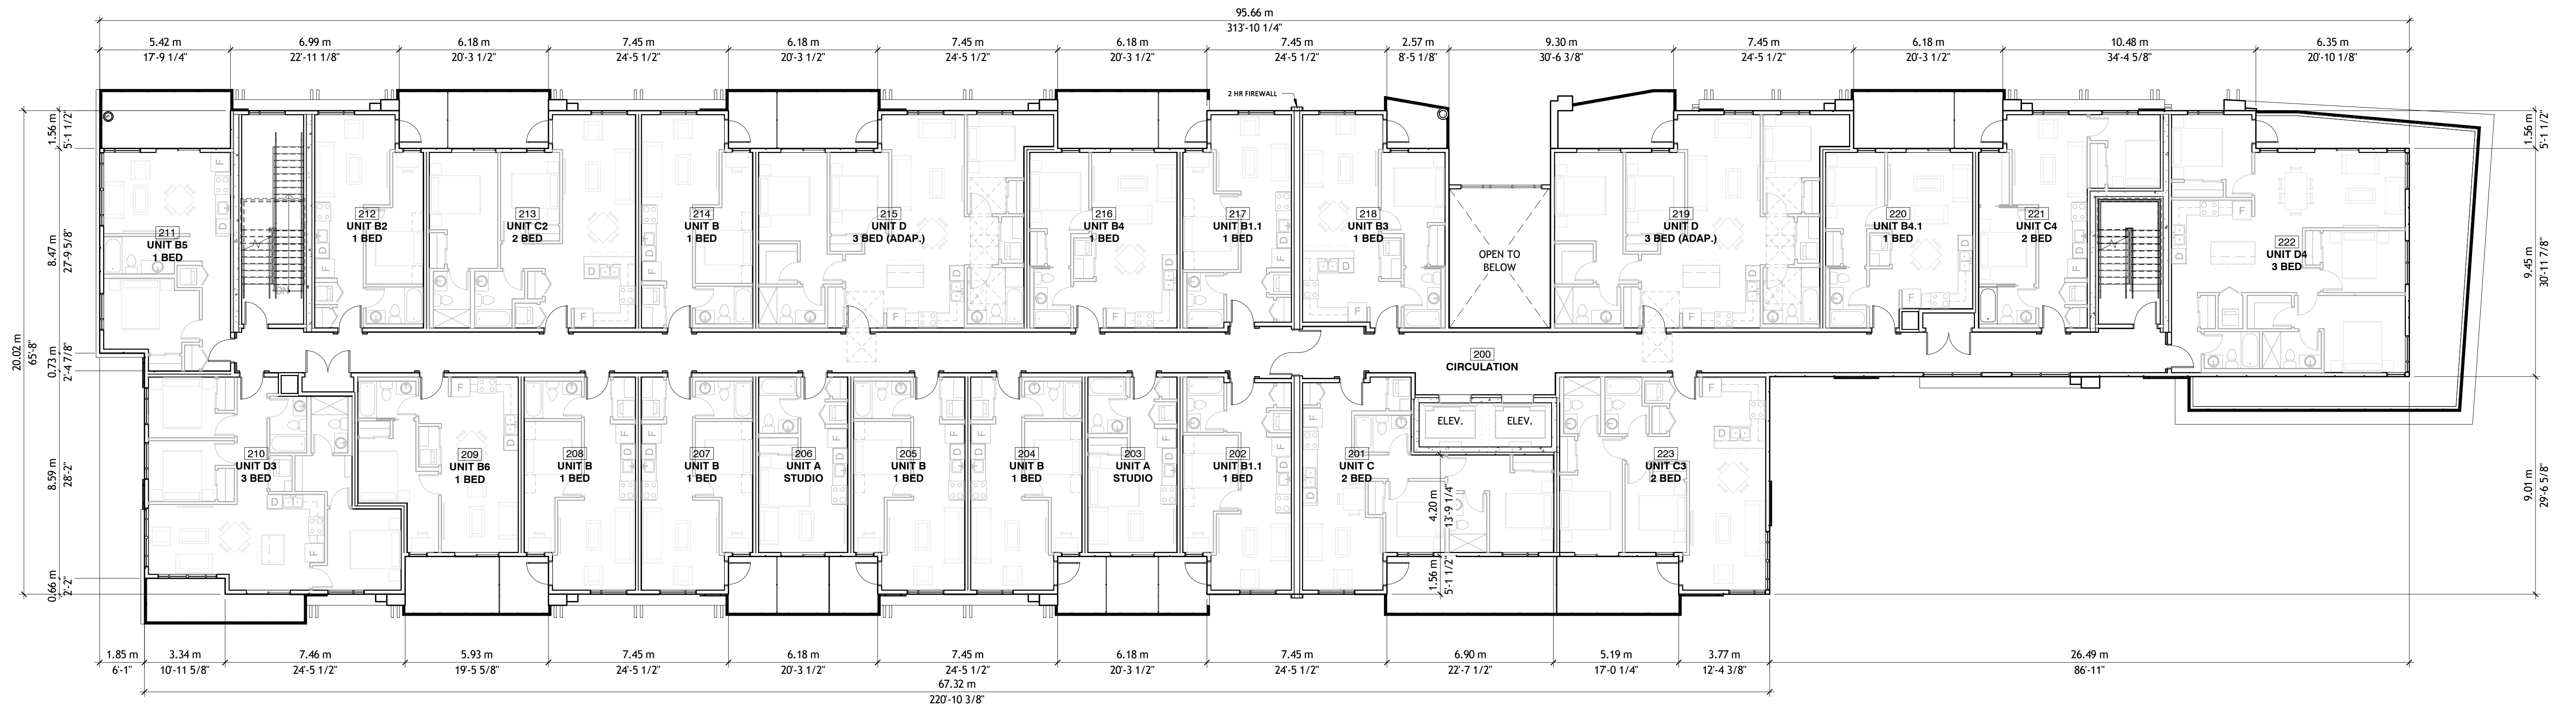 95.66 m
313'-10 1/4"
5.42 m
17'-9 1/4"
6.99 m
22'-11 1/8"
6.18 m
20'-3 1/2"
7.45 m
24'-5 1/2"
6.18 m
20'-3 1/2"
7.45 m
24'-5 1/2"
6.18 m
20'-3 1/2"
7.45 m
24'-5 1/2"
2.57 m
8'-5 1/8"
9.30 m
30'-6 3/8"
7.45 m
24'-5 1/2"
6.18 m
20'-3 1/2"
10.48 m
34'-4 5/8"
6.35 m
20'-10 1/8"
2 HR FIREWALL
1.56 m
5'-1 1/2"
8.47 m
27'-9 5/8"
20.02 m
65'-8"
0.73 m
2'-4 7/8"
8.59 m
28'-2"
0.66 m
2'-2"
1.56 m
5'-1 1/2"
9.45 m
30'-11 7/8"
9.01 m
29'-6 5/8"
211
UNIT B5
1 BED
DN
212
UNIT B2
1 BED
213
UNIT C2
2 BED
214
UNIT B
1 BED
215
UNIT D
3 BED (ADAP.)
216
UNIT B4
1 BED
217
UNIT B1.1
1 BED
218
UNIT B3
1 BED
OPEN TO
BELOW
219
UNIT D
3 BED (ADAP.)
220
UNIT B4.1
1 BED
221
UNIT C4
2 BED
222
UNIT D4
3 BED
200
CIRCULATION
ELEV.
ELEV.
210
UNIT D3
3 BED
209
UNIT B6
1 BED
208
UNIT B
1 BED
207
UNIT B
1 BED
206
UNIT A
STUDIO
205
UNIT B
1 BED
204
UNIT B
1 BED
203
UNIT A
STUDIO
202
UNIT B1.1
1 BED
201
UNIT C
2 BED
223
UNIT C3
2 BED
4.20 m
13'-9 1/4"
1.56 m
5'-1 1/2"
1.85 m
6'-1"
3.34 m
10'-11 5/8"
7.46 m
24'-5 1/2"
5.93 m
19'-5 5/8"
7.45 m
24'-5 1/2"
6.18 m
20'-3 1/2"
7.45 m
24'-5 1/2"
6.18 m
20'-3 1/2"
7.45 m
24'-5 1/2"
6.90 m
22'-7 1/2"
5.19 m
17'-0 1/4"
3.77 m
12'-4 3/8"
26.49 m
86'-11"
67.32 m
220'-10 3/8"